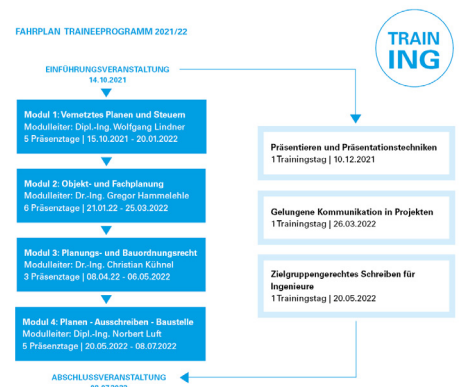 FAHRPLAN TRAINEEPROGRAMM 2021/22
TRAIN
ING
EINFÜHRUNGSVERANSTALTUNG
14.10.2021
Modul 1: Vernetztes Planen und Steuern
Modulleiter: Dipl.-Ing. Wolfgang Lindner
5 Präsenztage | 15.10.2021 - 20.01.2022
Modul 2: Objekt- und Fachplanung
Modulleiter: Dr.-Ing. Gregor Hammelehle
6 Präsenztage | 21.01.22 - 25.03.2022
Modul 3: Planungs- und Bauordnungsrecht
Modulleiter: Dr.-Ing. Christian Kühnel
3 Präsenztage | 08.04.22 - 06.05.2022
Modul 4: Planen - Ausschreiben - Baustelle
Modulleiter: Dipl.-Ing. Norbert Luft
5 Präsenztage | 20.05.22 - 08.07.2022
Präsentieren und Präsentationstechniken
1 Trainingstag | 10.12.2021
Gelungene Kommunikation in Projekten
1 Trainingstag | 26.03.2022
Zielgruppengerechtes Schreiben für
Ingenieure
1 Trainingstag | 20.05.2022
ABSCHLUSSVERANSTALTUNG